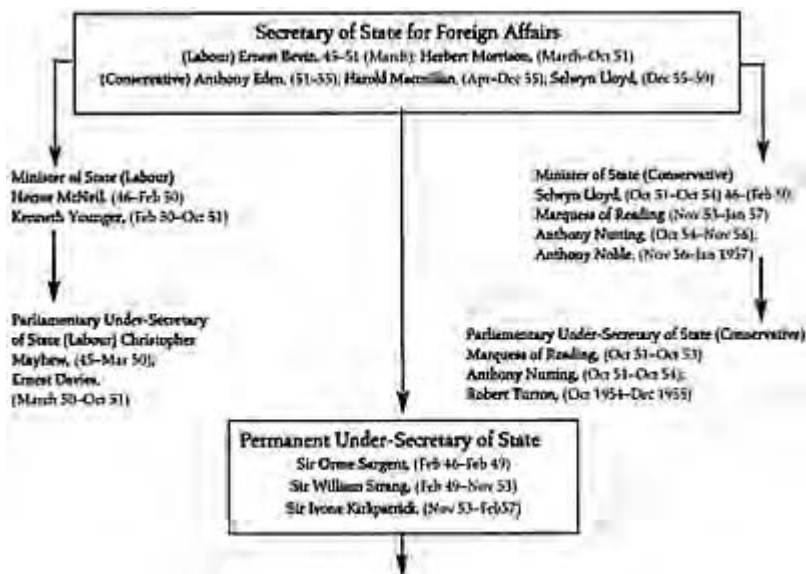 Secretary of State for Foreign Affairs
(Labour) Ernest Bevin, 45–51 (March); Herbert Morrison, (March–Oct 51)
(Conservative) Anthony Eden, (51–55); Harold Macmillan, (Apr–Dec 55); Selwyn Lloyd, (Dec 55–59)
Minister of State (Labour)
Hector McNeil, (46–Feb 50)
Kenneth Younger, (Feb 50–Oct 51)
Parliamentary Under-Secretary
of State (Labour) Christopher
Mayhew, (45–Mar 50);
Ernest Davies,
(March 50–Oct 51)
Minister of State (Conservative)
Selwyn Lloyd, (Oct 51–Oct 54) 46–(Feb 50
Marquess of Reading (Nov 53–Jan 57)
Anthony Nutting, (Oct 54–Nov 56);
Anthony Noble, (Nov 56–Jan 1957)
Parliamentary Under-Secretary of State (Conservative)
Marquess of Reading, (Oct 51–Oct 53)
Anthony Nutting, (Oct 51–Oct 54);
Robert Turton, (Oct 1954–Dec 1955)
Permanent Under-Secretary of State
Sir Orme Sargent, (Feb 46–Feb 49)
Sir William Strang, (Feb 49–Nov 53)
Sir Ivone Kirkpatrick, (Nov 53–Feb57)